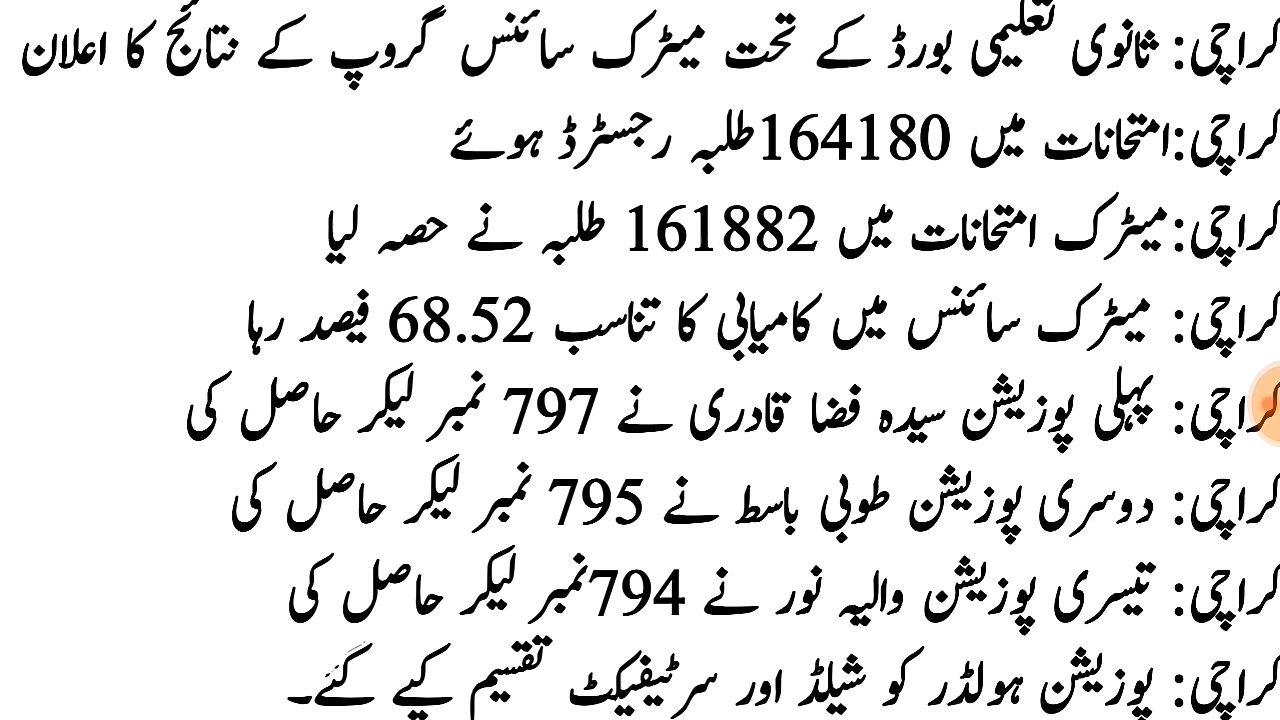 کراچی: ثانوی تعلیمی بورڈ کے تحت میٹرک سائنس گروپ کے نتائج کا اعلان
کراچی:امتحانات میں 164180طلبہ رجسٹرڈ ہوئے
کراچی:میٹرک امتحانات میں 161882 طلبہ نے حصہ لیا
کراچی: میٹرک سائنس میں کامیابی کا تناسب 68.52 فیصد رہا
کراچی: پہلی پوزیشن سیدہ فضا قادری نے 797 نمبر لیکر حاصل کی
کراچی: دوسری پوزیشن طوبی باسط نے 795 نمبر لیکر حاصل کی
کراچی: تیسری پوزیشن والیہ نور نے 794نمبر لیکر حاصل کی
کراچی: پوزیشن ہولڈر کو شیلڈ اور سرٹیفیکٹ تقسیم کیے گئے۔